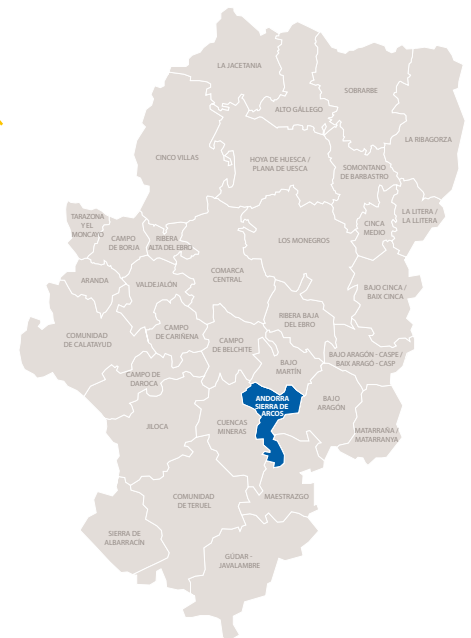 LA JACETANIA
SOBRARBE
ALTO GÁLLEGO
LA RIBAGORZA
CINCO VILLAS
HOYA DE HUESCA /
PLANA DE UESCA
SOMONTANO
DE BARBASTRO
TARAZONA
Y EL
MONCAYO
CAMPO
DE BORJA
RIBERA
ALTA DEL EBRO
LOS MONEGROS
CINCA
MEDIO
LA LITERA /
LA LLITERA
ARANDA
VALDEJALÓN
COMARCA
CENTRAL
BAJO CINCA /
BAIX CINCA
RIBERA BAJA
DEL EBRO
COMUNIDAD
DE CALATAYUD
CAMPO
DE CARIÑENA
CAMPO
DE BELCHITE
BAJO
MARTÍN
BAJO ARAGÓN - CASPE /
BAIX ARAGÓ - CASP
CAMPO DE
DAROCA
ANDORRA
SIERRA DE
ARCOS
BAJO
ARAGÓN
JILOCA
CUENCAS
MINERAS
MATARRAÑA /
MATARRANYA
COMUNIDAD
DE TERUEL
MAESTRAZGO
SIERRA DE
ALBARRACÍN
GÚDAR -
JAVALAMBRE